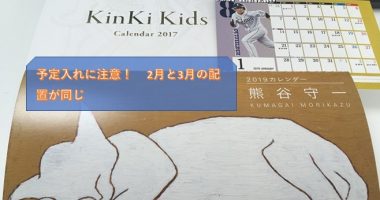 KinKi Kids
Calendar 2017
1
予定入れに注意！　2月と3月の配
置が同じ
2019カレンダー
熊谷守一
KUMAGAI MORIKAZU